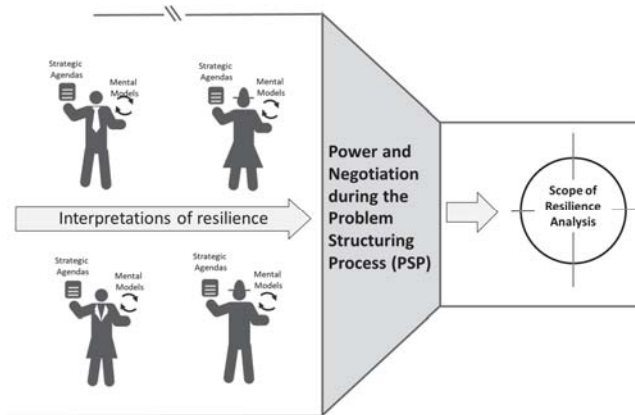 Strategic
Agendas
Mental
Models
Strategic
Agendas
Mental
Models
Interpretations of resilience
Strategic
Agendas
Mental
Models
Strategic
Agendas
Mental
Models
Power and
Negotiation
during the
Problem
Structuring
Process (PSP)
Scope of
Resilience
Analysis